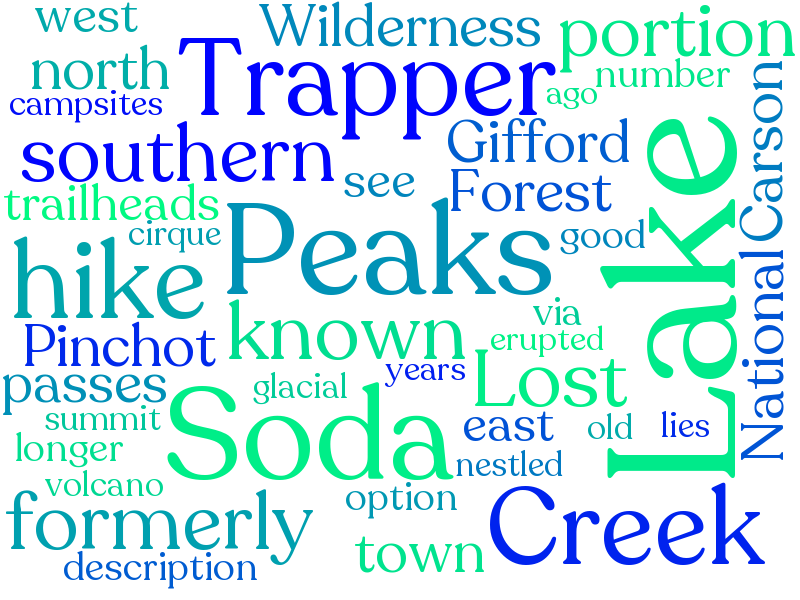 west
Wilderness
portion
north
Trapper
number
campsites
ago
southern
Gifford
see
Forest
trailheads
cirque
Peaks
good
Lake
Carson
National
hike
known
via
erupted
Pinchot
years
passes
glacial
Lost
Soda
summit
east
old
lies
longer
nestled
volcano
option
formerly
Creek
town
description